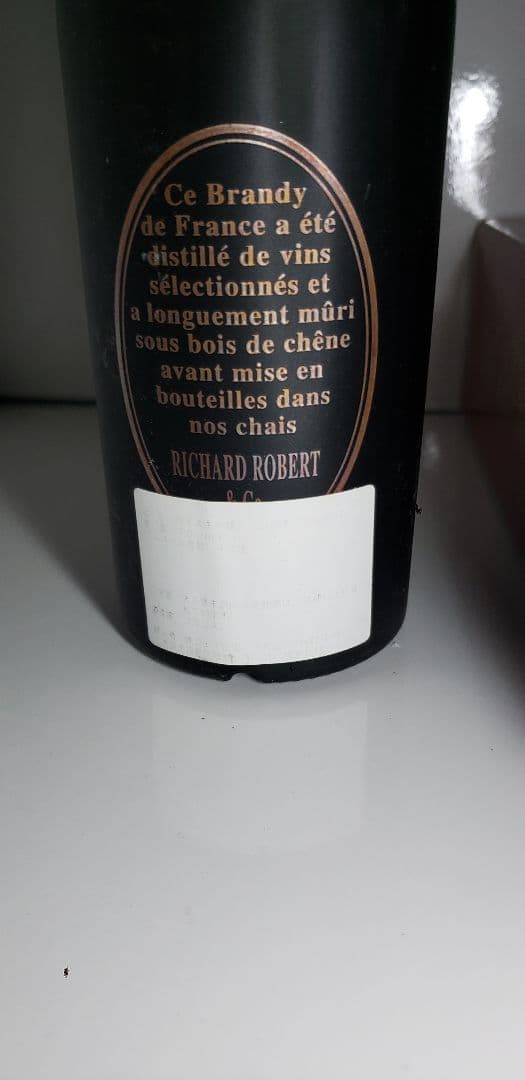 Ce Brandy
de France a été
distillé de vins
sélectionnés et
a longuement mûri
sous bois de chêne
avant mise en
bouteilles dans
nos chais
RICHARD ROBERT
& Co